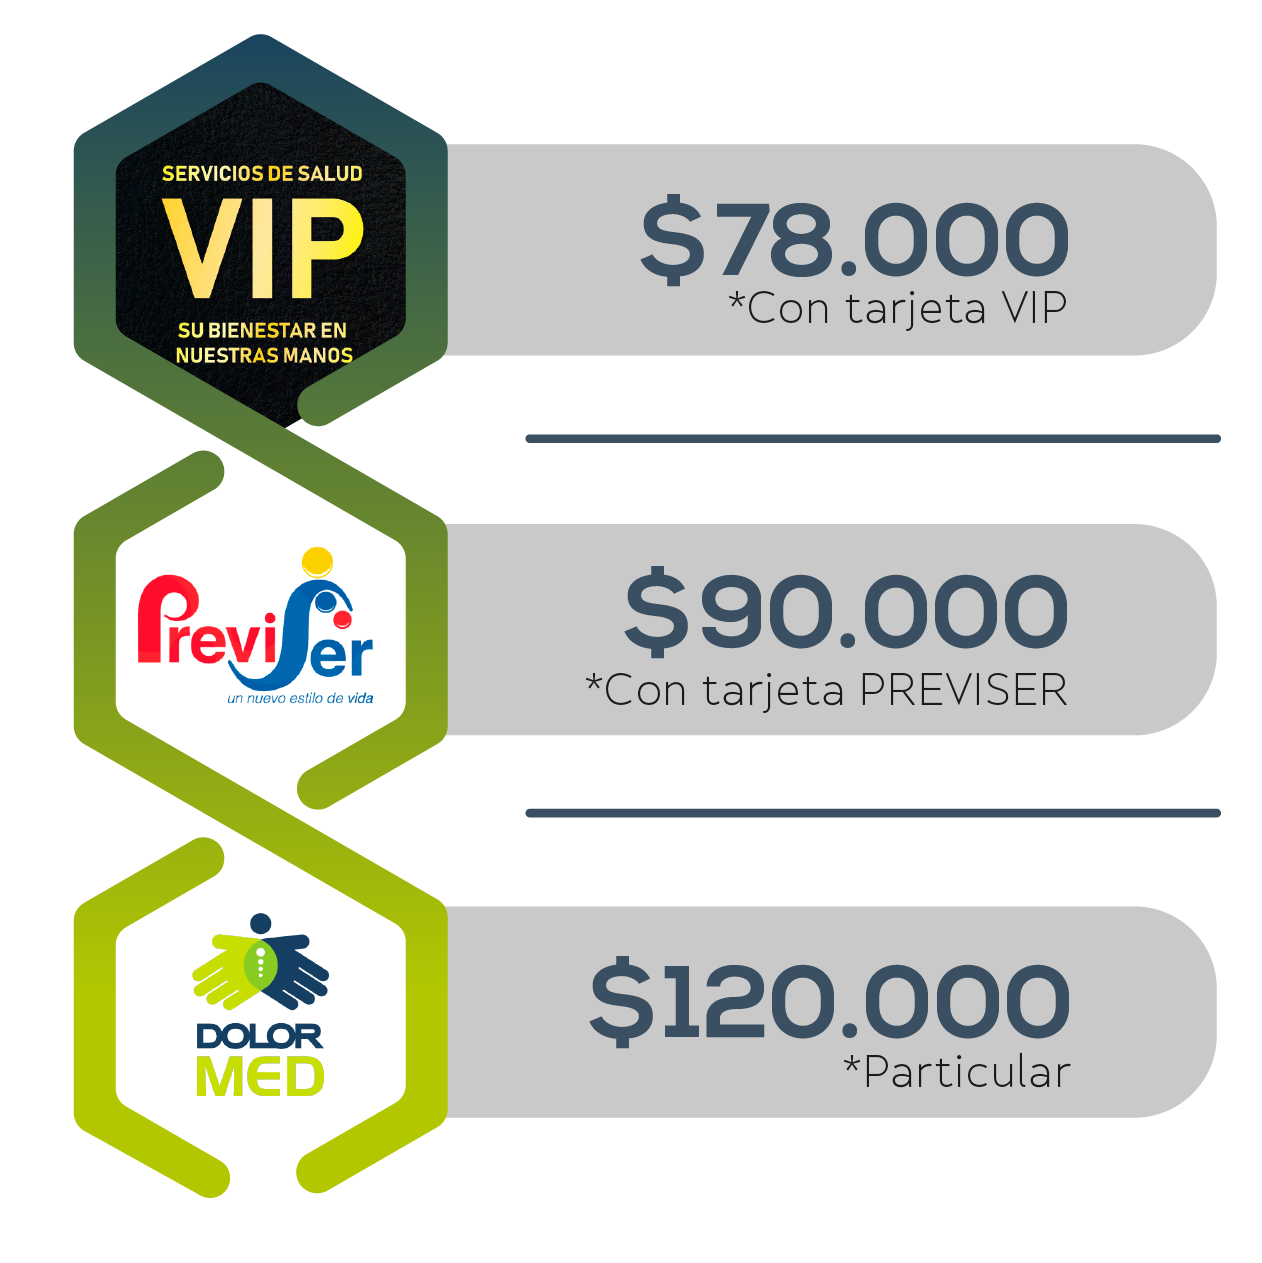 SERVICIOS DE SALUD
VIP
SU BIENESTAR EN
NUESTRAS MANOS
$78.000
*Con tarjeta VIP
PreviSer
un nuevo estilo de vida
$90.000
*Con tarjeta PREVISER
DOLOR
MED
$120.000
*Particular